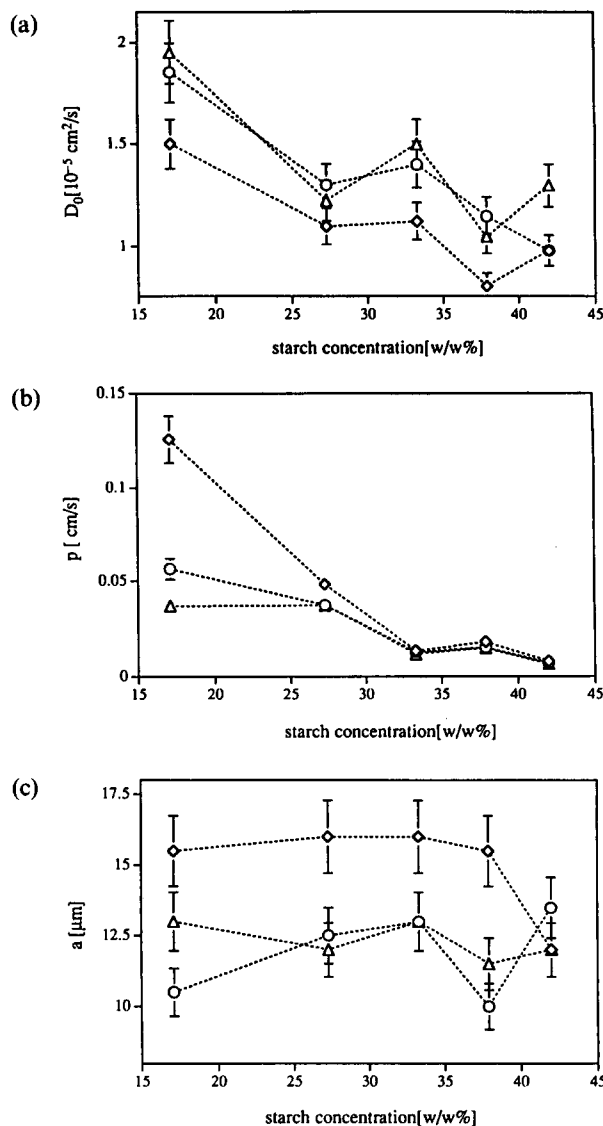 (a)
2
1.5
1
D₀[10⁻⁵ cm²/s]
15 20 25 30 35 40 45
starch concentration[w/w%]
(b)
0.15
0.1
0.05
0
p [ cm/s]
15 20 25 30 35 40 45
starch concentration[w/w%]
(c)
17.5
15
12.5
10
a [μm]
15 20 25 30 35 40 45
starch concentration[w/w%]